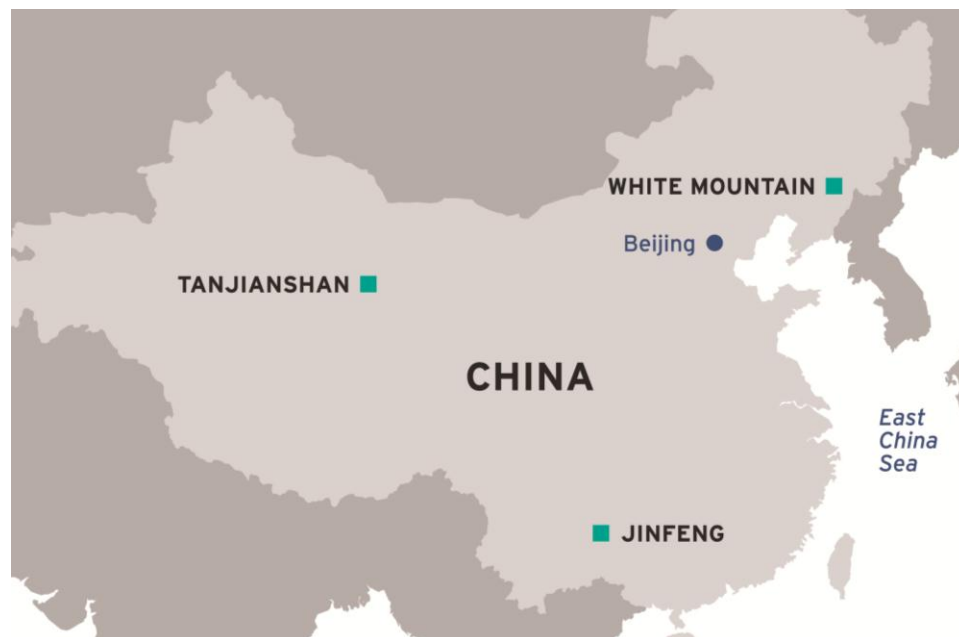 WHITE MOUNTAIN
Beijing
TANJIANSHAN
CHINA
East
China
Sea
JINFENG